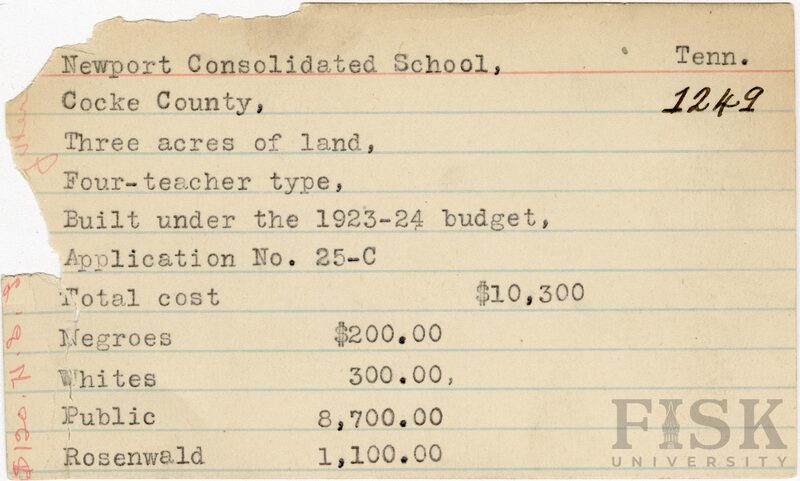 Newport Consolidated School, Tenn.
Cocke County, 1249
Three acres of land,
Four-teacher type,
Built under the 1923-24 budget,
Application No. 25-C
Total cost $10,300
Negroes $200.00
Whites 300.00,
Public 8,700.00
Rosenwald 1,100.00
$120.
FISK
UNIVERSITY